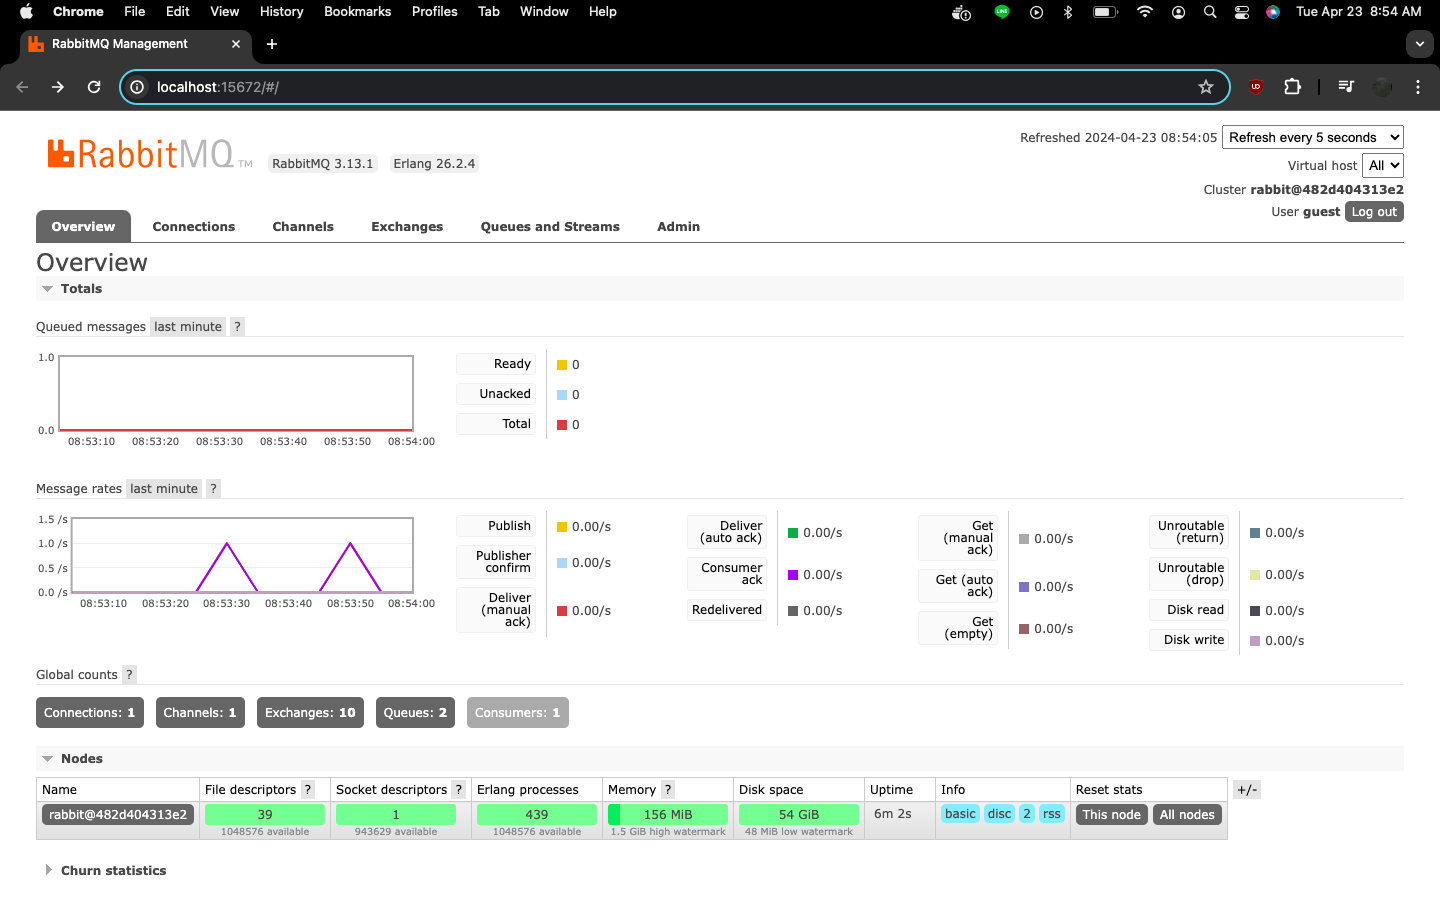 Chrome File Edit View History Bookmarks Profiles Tab Window Help Tue Apr 23 8:54 AM
RabbitMQ Management
localhost:15672/#/
RabbitMQ TM RabbitMQ 3.13.1 Erlang 26.2.4
Refreshed 2024-04-23 08:54:05 Refresh every 5 seconds
Virtual host All
Cluster rabbit@482d404313e2
User guest Log out
Overview Connections Channels Exchanges Queues and Streams Admin
Overview
Totals
Queued messages last minute ?
1.0
0.0
08:53:10 08:53:20 08:53:30 08:53:40 08:53:50 08:54:00
Ready 0
Unacked 0
Total 0
Message rates last minute ?
1.5 /s
1.0 /s
0.5 /s
0.0 /s
08:53:10 08:53:20 08:53:30 08:53:40 08:53:50 08:54:00
Publish 0.00/s
Publisher
confirm 0.00/s
Deliver
(manual
ack) 0.00/s
Deliver
(auto ack) 0.00/s
Consumer
ack 0.00/s
Redelivered 0.00/s
Get
(manual
ack) 0.00/s
Get (auto
ack) 0.00/s
Get
(empty) 0.00/s
Unroutable
(return) 0.00/s
Unroutable
(drop) 0.00/s
Disk read 0.00/s
Disk write 0.00/s
Global counts ?
Connections: 1 Channels: 1 Exchanges: 10 Queues: 2 Consumers: 1
Nodes
Name File descriptors ? Socket descriptors ? Erlang processes Memory ? Disk space Uptime Info Reset stats +/-
rabbit@482d404313e2 39 1 439 156 MiB 54 GiB 6m 2s basic disc 2 rss This node All nodes
1048576 available 943629 available 1048576 available 1.5 GiB high watermark 48 MiB low watermark
Churn statistics